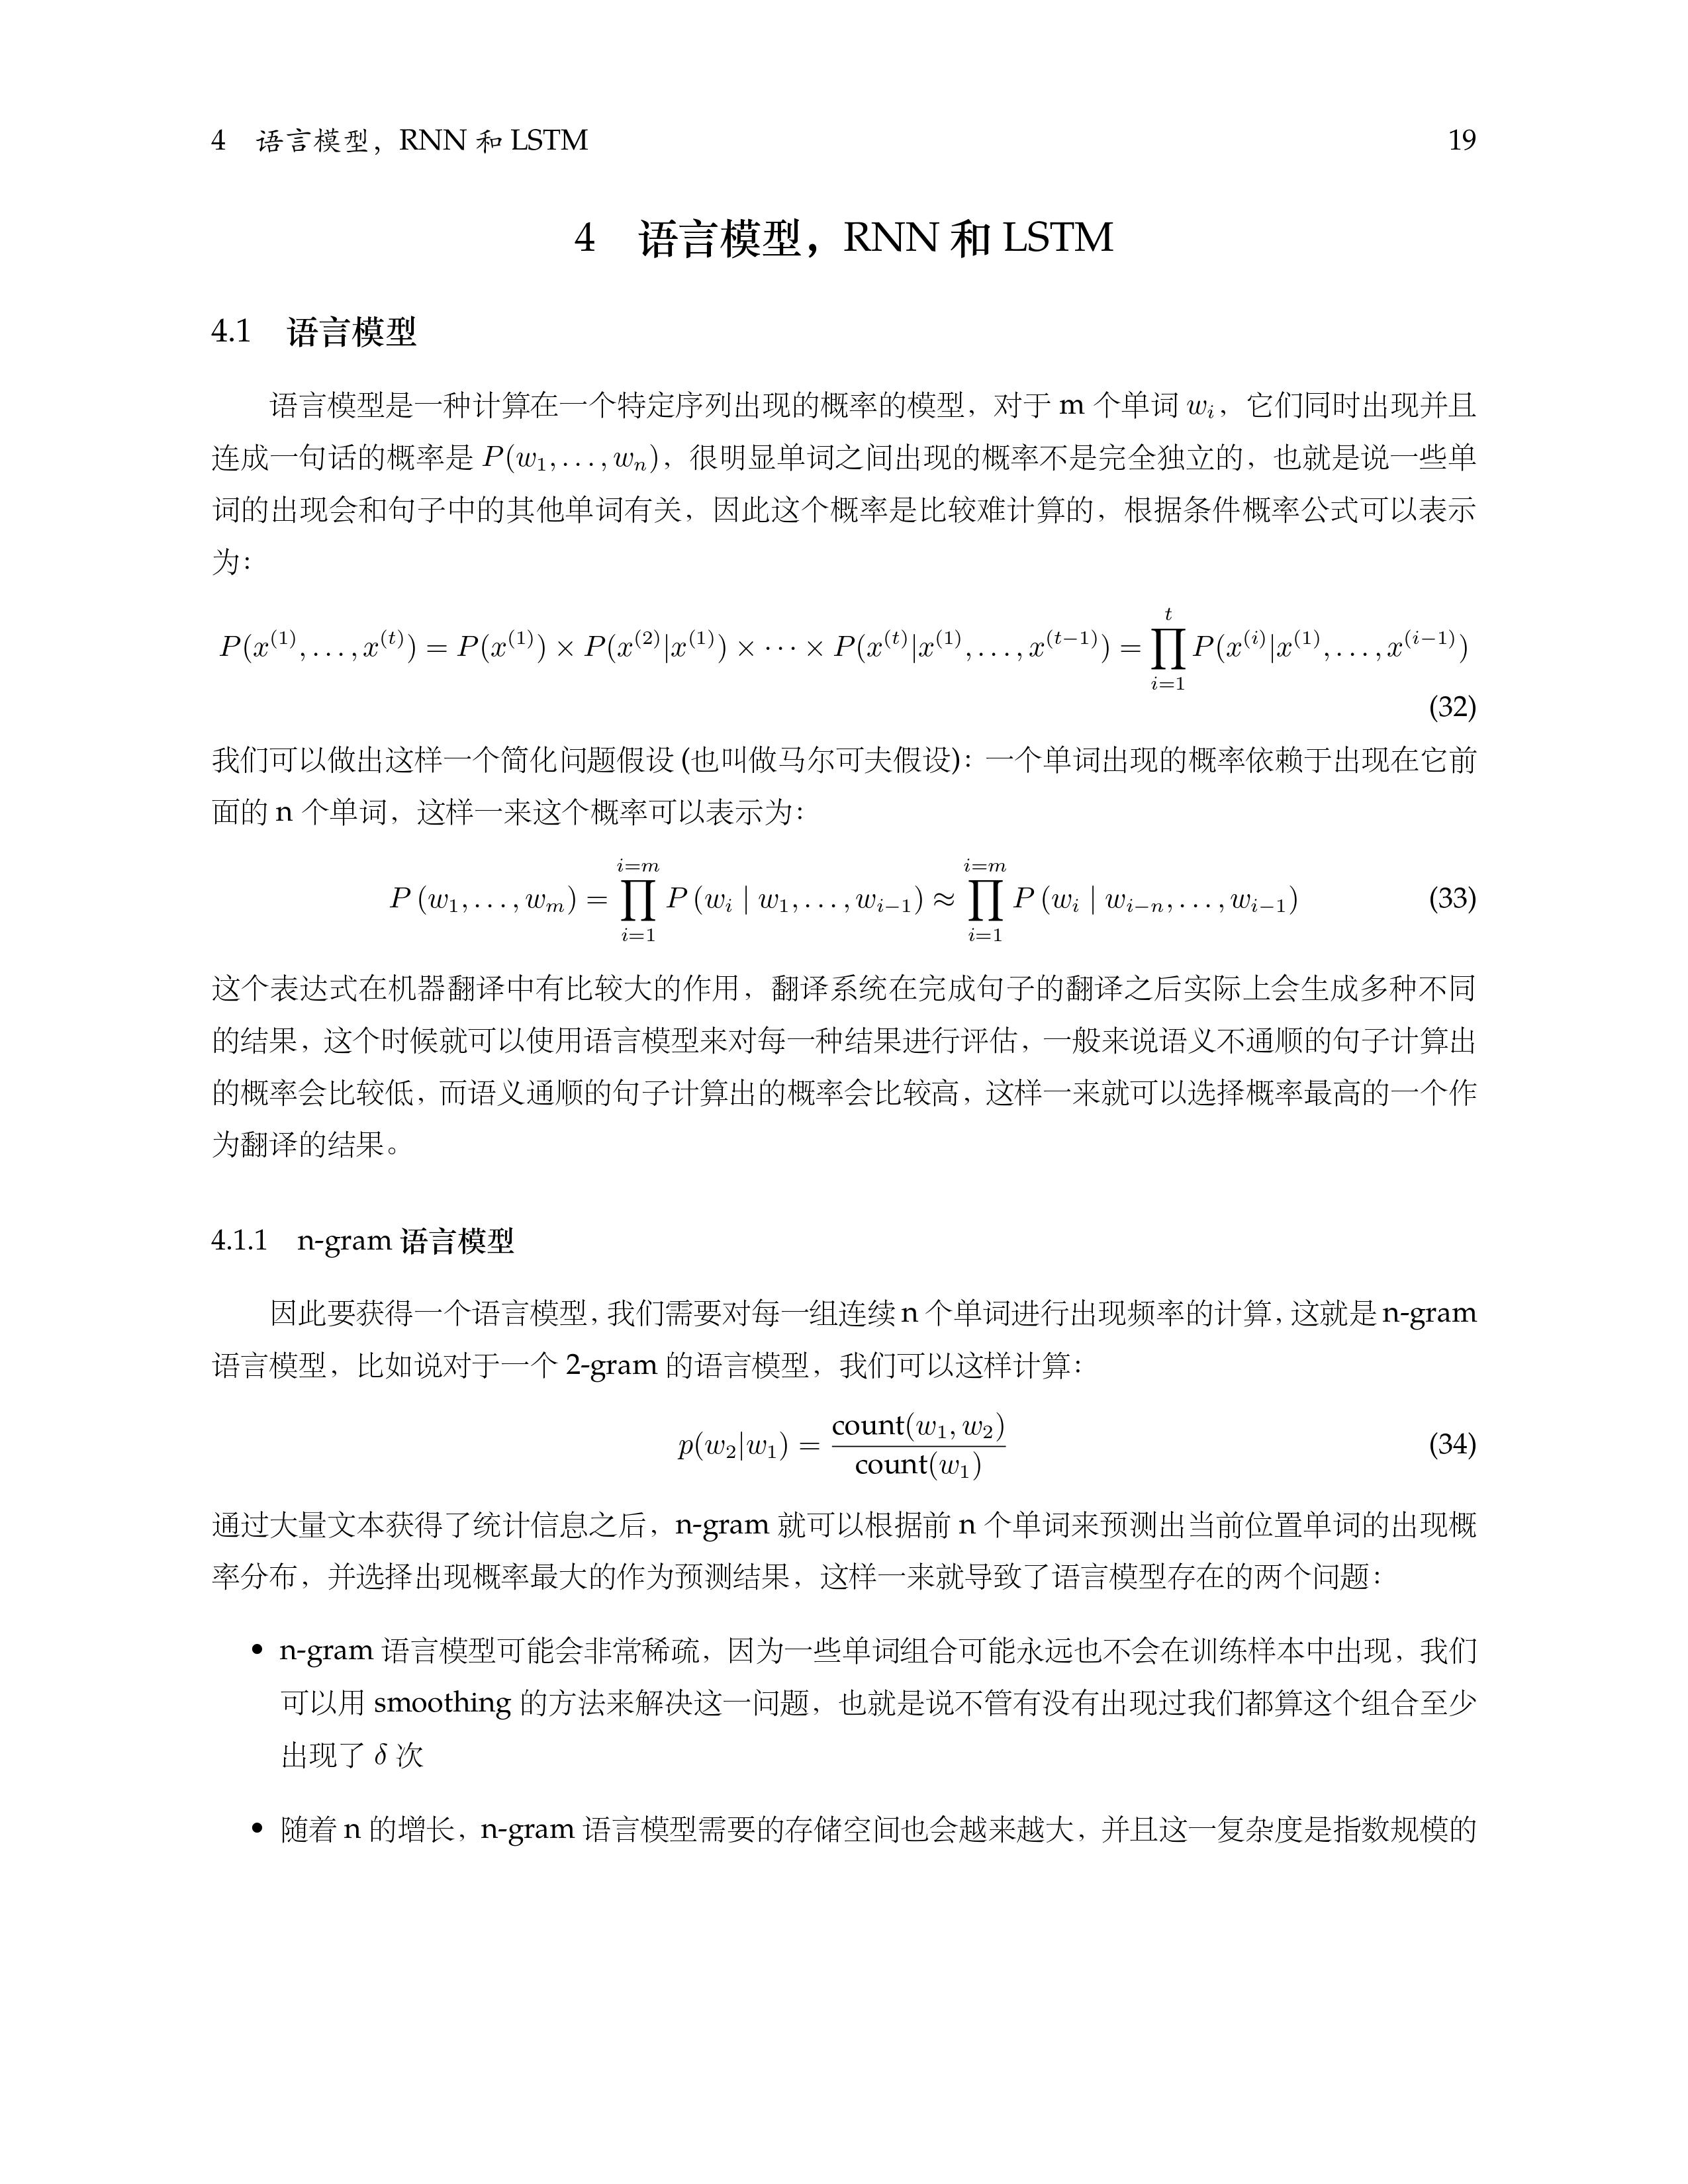 4 语言模型，RNN 和 LSTM 19
4 语言模型，RNN 和 LSTM
4.1 语言模型
语言模型是一种计算在一个特定序列出现的概率的模型，对于 m 个单词 $w_i$，它们同时出现并且
连成一句话的概率是 $P(w_1, \ldots, w_n)$，很明显单词之间出现的概率不是完全独立的，也就是说一些单
词的出现会和句子中的其他单词有关，因此这个概率是比较难计算的，根据条件概率公式可以表示
为：
$P(x^{(1)}, \ldots, x^{(t)}) = P(x^{(1)}) \times P(x^{(2)}|x^{(1)}) \times \cdots \times P(x^{(t)}|x^{(1)}, \ldots, x^{(t-1)}) = \prod_{i=1}^{t} P(x^{(i)}|x^{(1)}, \ldots, x^{(i-1)})$
(32)
我们可以做出这样一个简化问题假设 (也叫做马尔可夫假设)：一个单词出现的概率依赖于出现在它前
面的 n 个单词，这样一来这个概率可以表示为：
$P(w_1, \ldots, w_m) = \prod_{i=1}^{i=m} P(w_i \mid w_1, \ldots, w_{i-1}) \approx \prod_{i=1}^{i=m} P(w_i \mid w_{i-n}, \ldots, w_{i-1})$ (33)
这个表达式在机器翻译中有比较大的作用，翻译系统在完成句子的翻译之后实际上会生成多种不同
的结果，这个时候就可以使用语言模型来对每一种结果进行评估，一般来说语义不通顺的句子计算出
的概率会比较低，而语义通顺的句子计算出的概率会比较高，这样一来就可以选择概率最高的一个作
为翻译的结果。
4.1.1 n-gram 语言模型
因此要获得一个语言模型，我们需要对每一组连续 n 个单词进行出现频率的计算，这就是 n-gram
语言模型，比如说对于一个 2-gram 的语言模型，我们可以这样计算：
$p(w_2|w_1) = \frac{\text{count}(w_1, w_2)}{\text{count}(w_1)}$ (34)
通过大量文本获得了统计信息之后，n-gram 就可以根据前 n 个单词来预测出当前位置单词的出现概
率分布，并选择出现概率最大的作为预测结果，这样一来就导致了语言模型存在的两个问题：
• n-gram 语言模型可能会非常稀疏，因为一些单词组合可能永远也不会在训练样本中出现，我们
可以用 smoothing 的方法来解决这一问题，也就是说不管有没有出现过我们都算这个组合至少
出现了 δ 次
• 随着 n 的增长，n-gram 语言模型需要的存储空间也会越来越大，并且这一复杂度是指数规模的